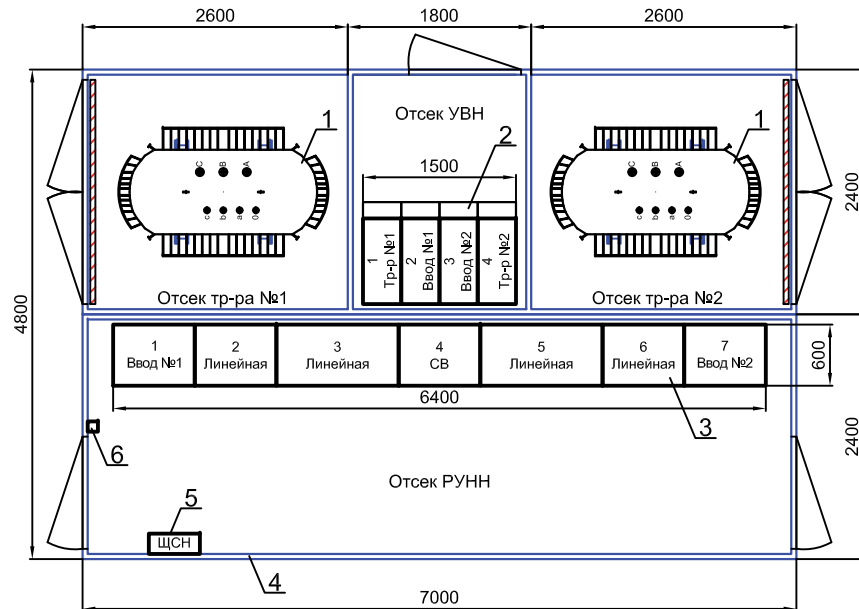 2600
1800
2600
1
Отсек УВН
2
1
1500
C
B
A
c
b
a
0
C
B
A
c
b
a
0
1
Тр-р №1
2
Ввод №1
3
Ввод №2
4
Тр-р №2
Отсек тр-ра №1
Отсек тр-ра №2
4800
2400
1
Ввод №1
2
Линейная
3
Линейная
4
СВ
5
Линейная
6
Линейная
7
Ввод №2
600
6400
3
6
2400
Отсек РУНН
5
ЩСН
4
7000